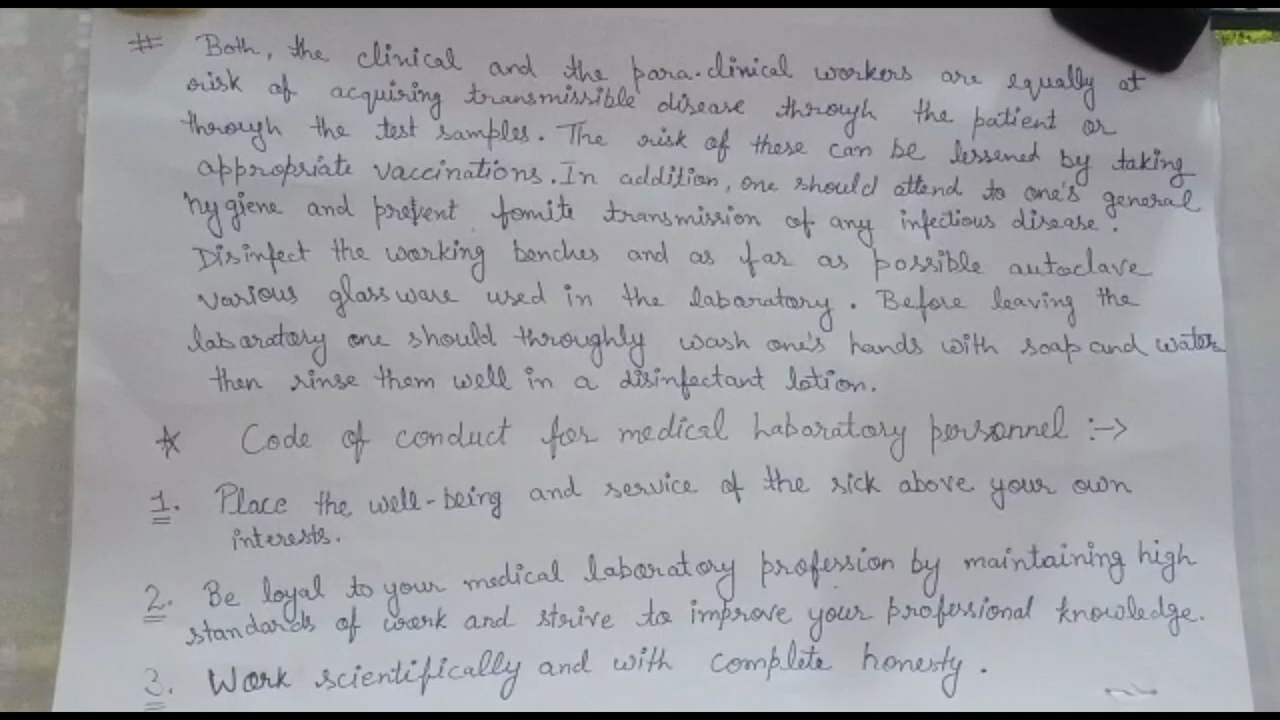 # Both, the clinical and the para-clinical workers are equally at
risk of acquiring transmissible disease through the patient or
through the test samples. The risk of these can be lessened by taking
appropriate vaccinations. In addition, one should attend to one's general
hygiene and prevent fomite transmission of any infectious disease.
Disinfect the working benches and as far as possible autoclave
various glassware used in the laboratory. Before leaving the
laboratory one should throughly wash one's hands with soap and water
then rinse them well in a disinfectant lotion.
* Code of conduct for medical Laboratory personnel :->
1. Place the well-being and service of the sick above your own
interests.
2. Be loyal to your medical laboratory profession by maintaining high
standards of work and strive to improve your professional knowledge.
3. Work scientifically and with complete honesty.